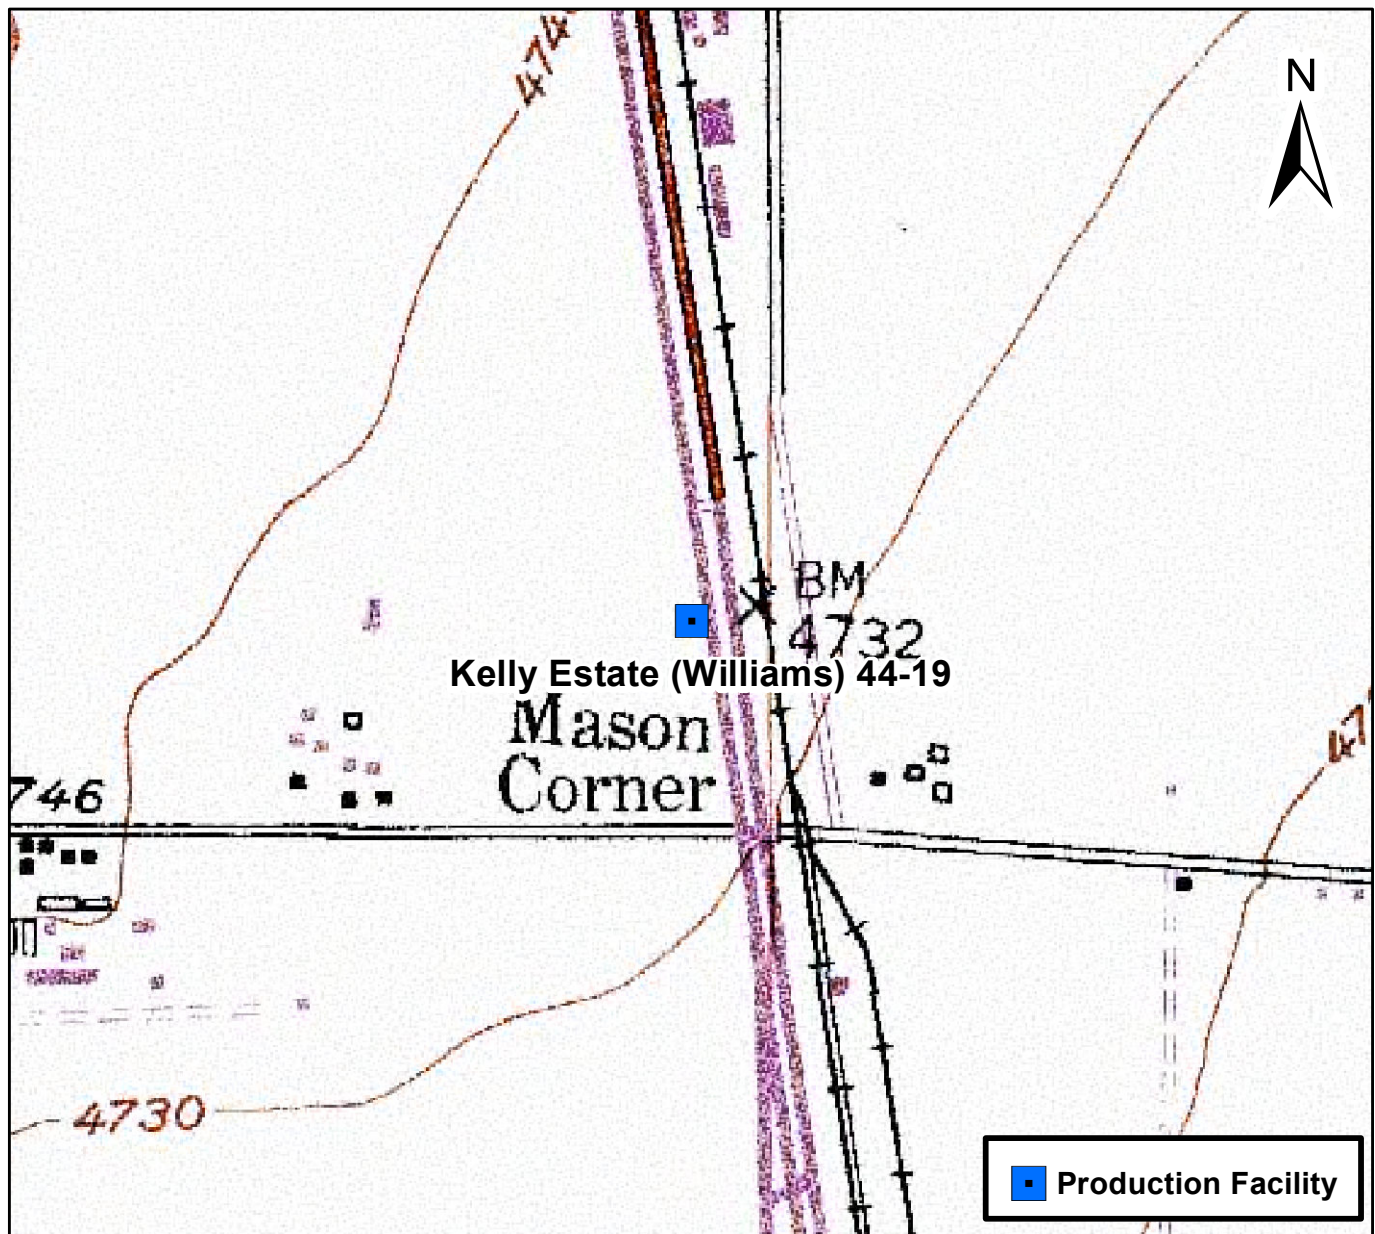 N
BM
4732
Kelly Estate (Williams) 44-19
Mason
Corner
746
4730
Production Facility